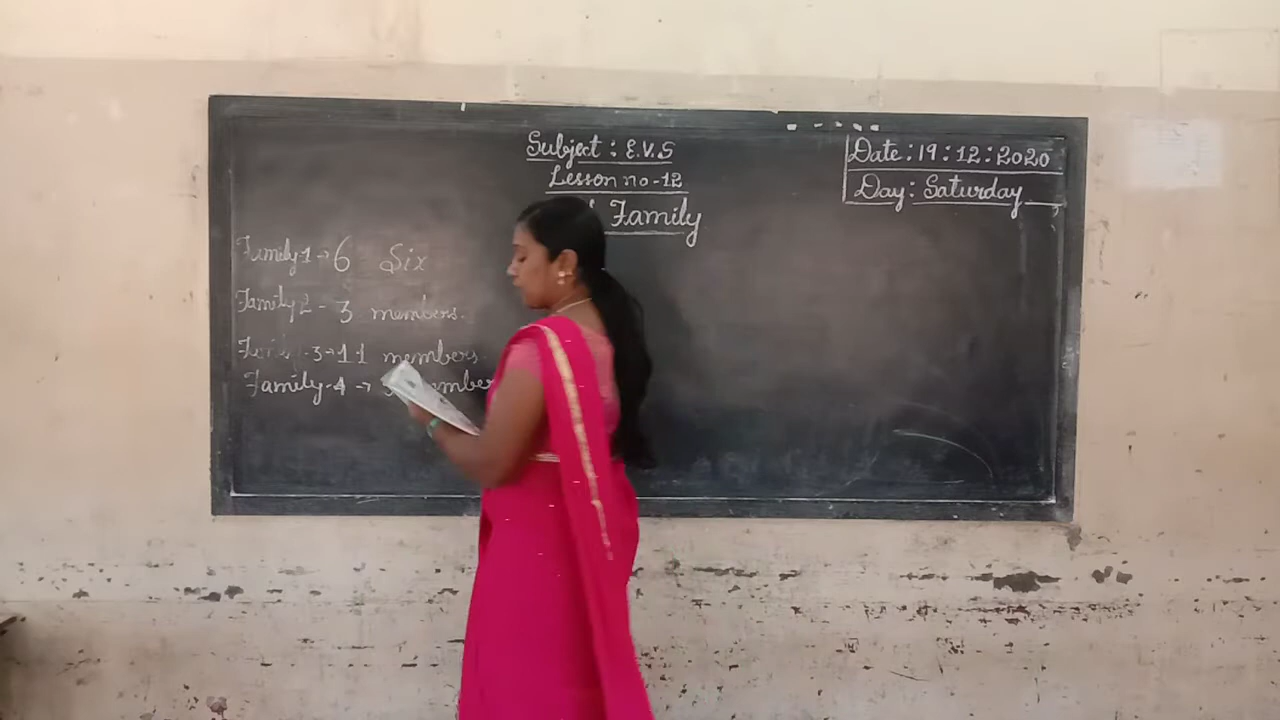 Subject : E.V.S
Lesson no-12
Family
Date : 19 : 12 : 2020
Day : Saturday
Family-1 → 6 Six
Family 2 - 3 members.
Family-3→11 members.
Family-4 →